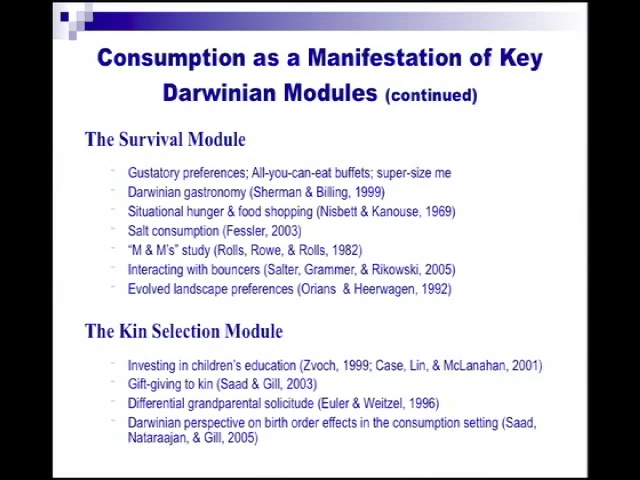 Consumption as a Manifestation of Key
Darwinian Modules (continued)
The Survival Module
- Gustatory preferences; All-you-can-eat buffets; super-size me
- Darwinian gastronomy (Sherman & Billing, 1999)
- Situational hunger & food shopping (Nisbett & Kanouse, 1969)
- Salt consumption (Fessler, 2003)
- “M & M’s” study (Rolls, Rowe, & Rolls, 1982)
- Interacting with bouncers (Salter, Grammer, & Rikowski, 2005)
- Evolved landscape preferences (Orians & Heerwagen, 1992)
The Kin Selection Module
- Investing in children’s education (Zvoch, 1999; Case, Lin, & McLanahan, 2001)
- Gift-giving to kin (Saad & Gill, 2003)
- Differential grandparental solicitude (Euler & Weitzel, 1996)
- Darwinian perspective on birth order effects in the consumption setting (Saad,
Nataraajan, & Gill, 2005)